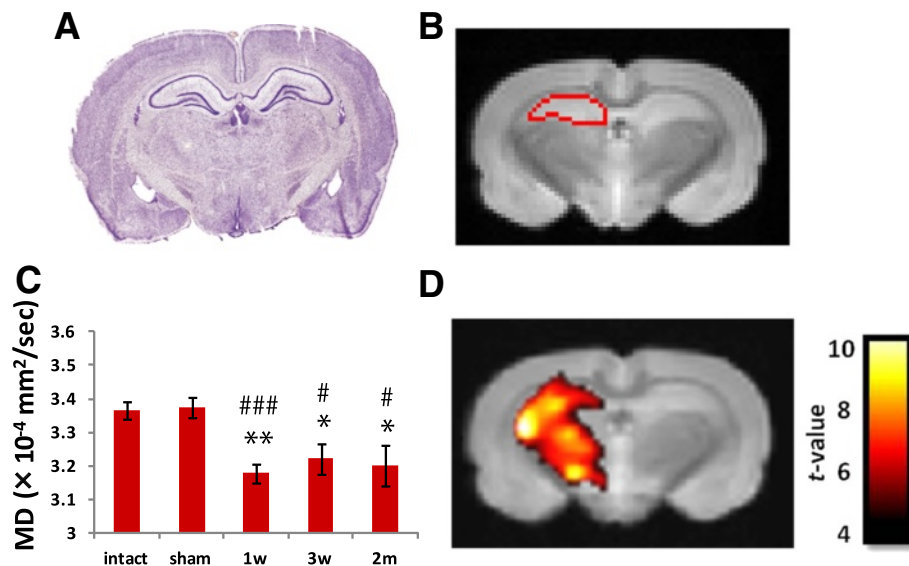 A
B
C
MD (× 10⁻⁴ mm²/sec)
3.6
3.5
3.4
3.3
3.2
3.1
3
###
**
#
*
#
*
intact sham 1w 3w 2m
D
t-value
10
8
6
4